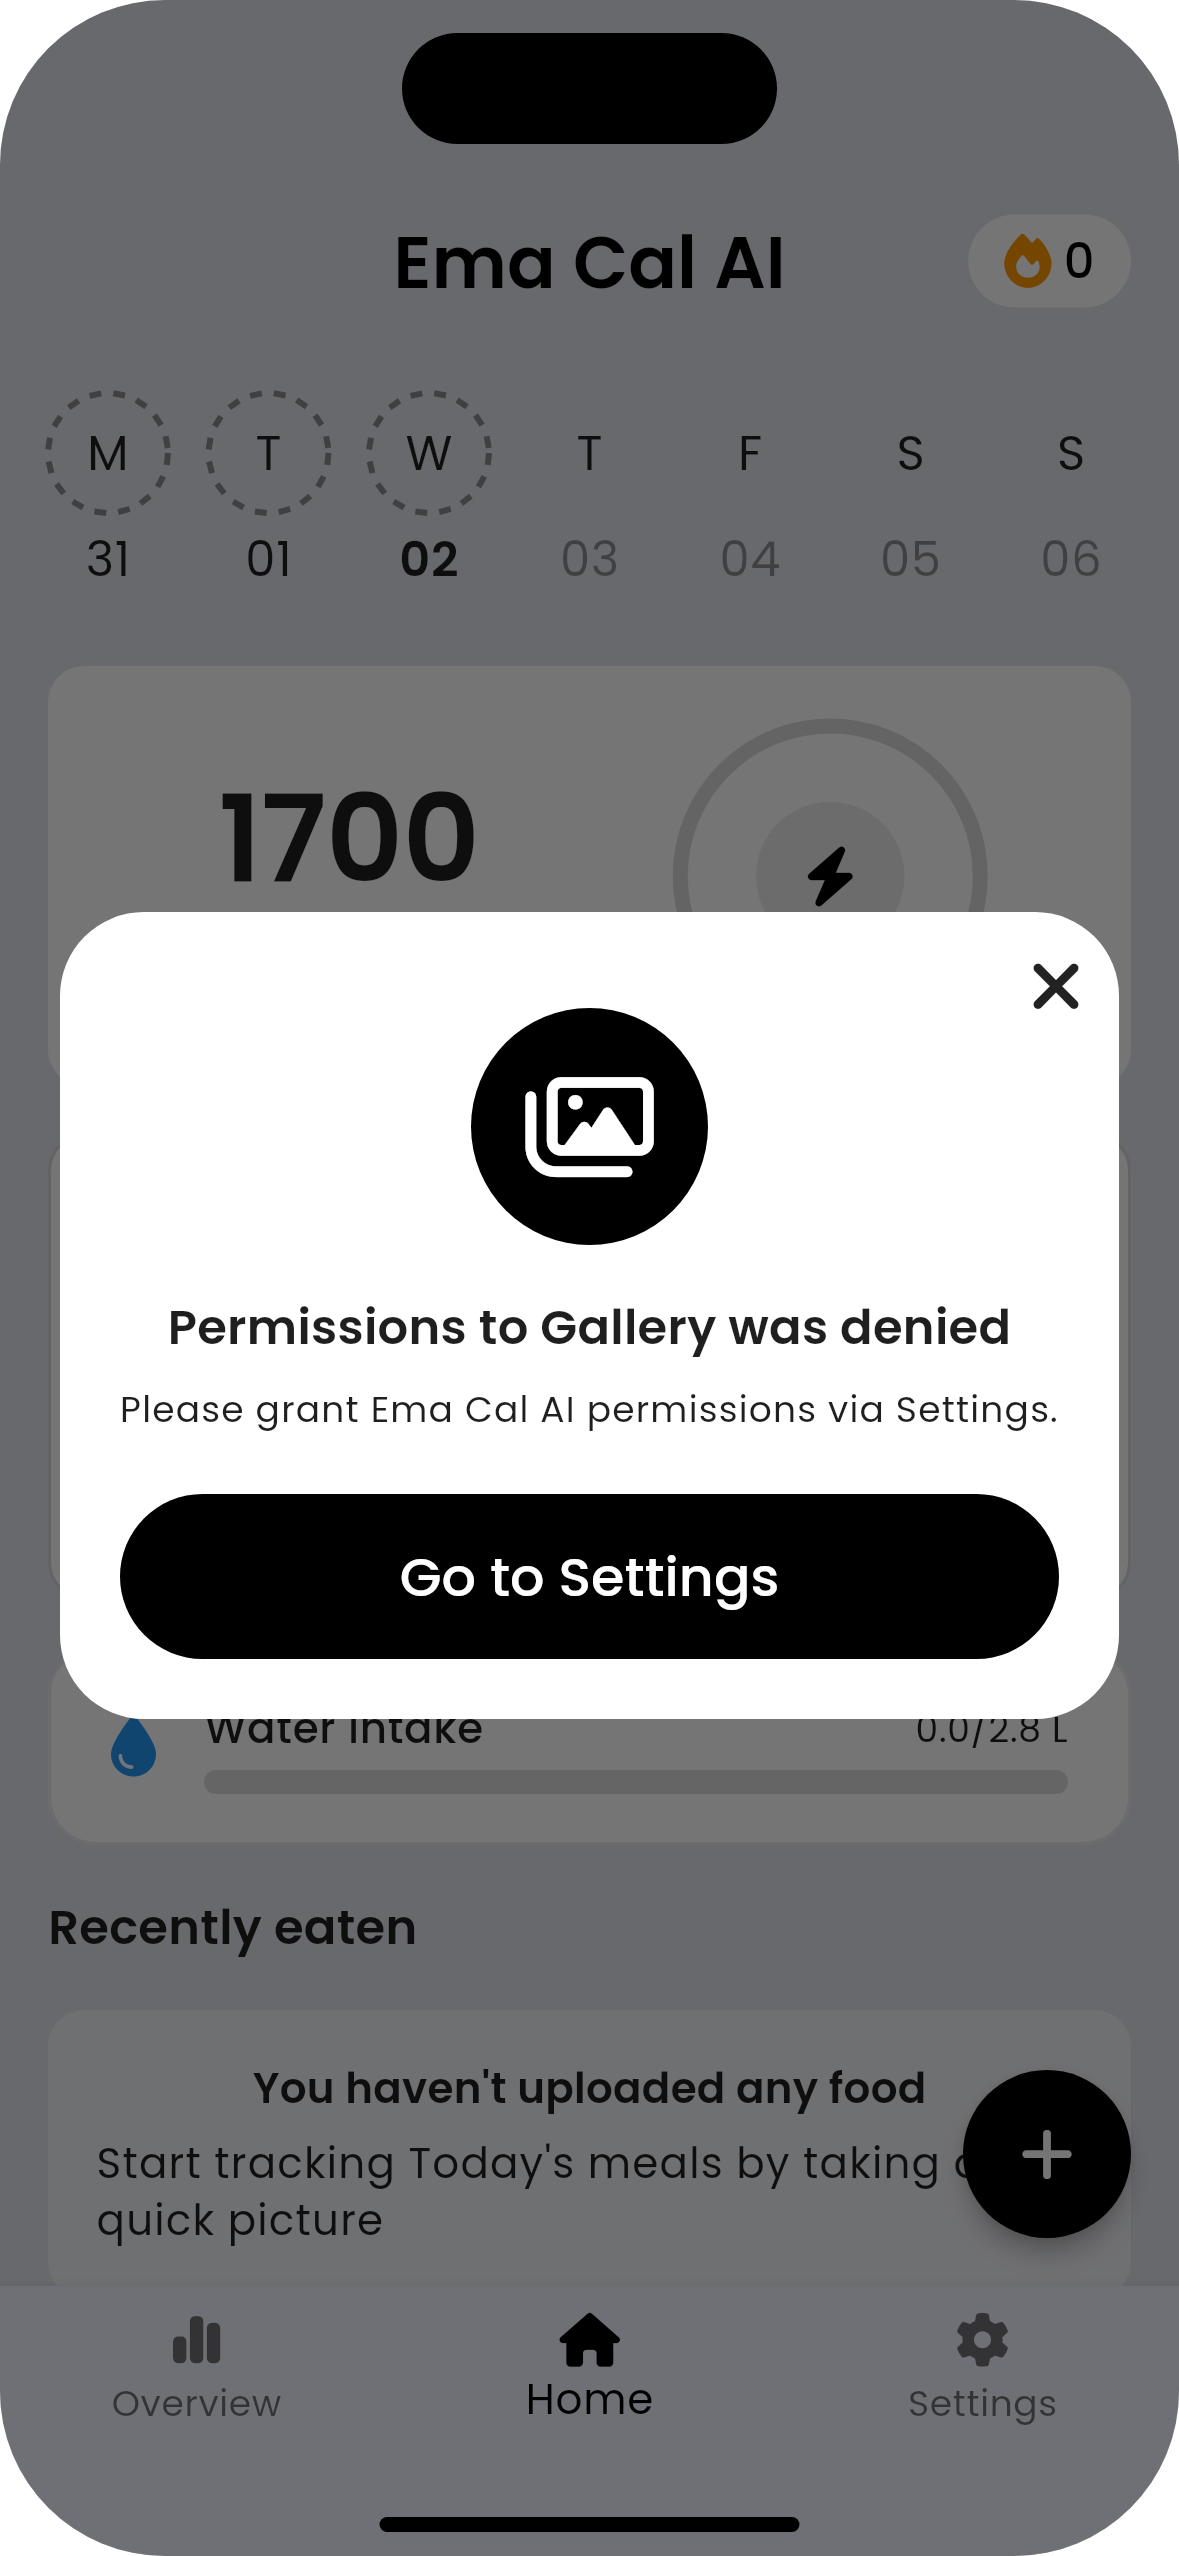 Ema Cal AI
0
M T W T F S S
31 01 02 03 04 05 06
1700
Permissions to Gallery was denied
Please grant Ema Cal AI permissions via Settings.
Go to Settings
Water Intake 0.0/2.8 L
Recently eaten
You haven't uploaded any food
Start tracking Today's meals by taking
quick picture
Overview Home Settings